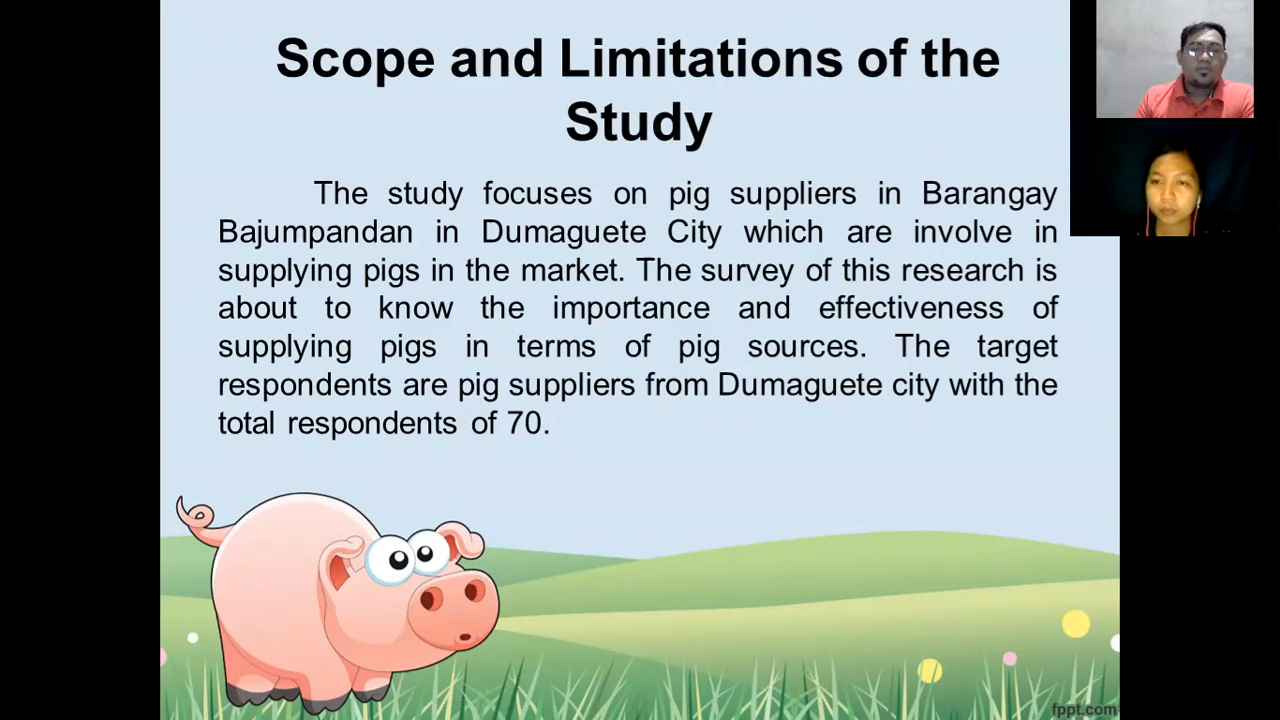 Scope and Limitations of the
Study
The study focuses on pig suppliers in Barangay
Bajumpandan in Dumaguete City which are involve in
supplying pigs in the market. The survey of this research is
about to know the importance and effectiveness of
supplying pigs in terms of pig sources. The target
respondents are pig suppliers from Dumaguete city with the
total respondents of 70.
fppt.com